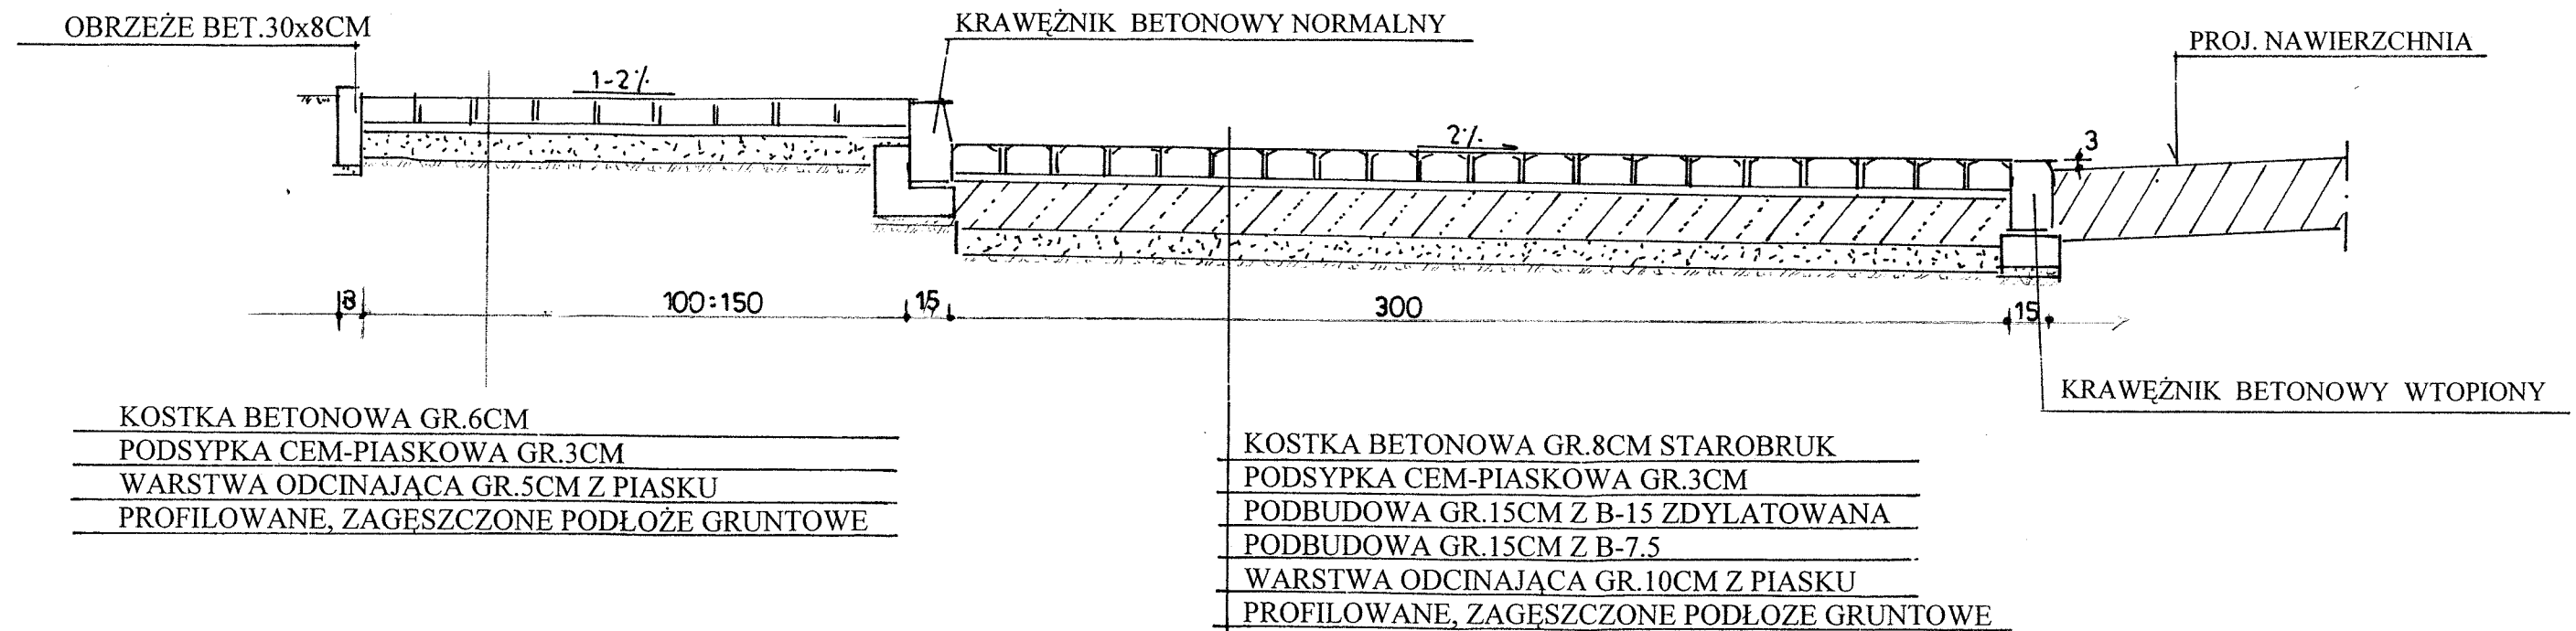 OBRZEŻE BET.30x8CM
KRAWĘŻNIK BETONOWY NORMALNY
PROJ. NAWIERZCHNIA
1-2%
2%
3
8
100÷150
15
300
15
KRAWĘŻNIK BETONOWY WTOPIONY
KOSTKA BETONOWA GR.6CM
PODSYPKA CEM-PIASKOWA GR.3CM
WARSTWA ODCINAJĄCA GR.5CM Z PIASKU
PROFILOWANE, ZAGĘSZCZONE PODŁOŻE GRUNTOWE
KOSTKA BETONOWA GR.8CM STAROBRUK
PODSYPKA CEM-PIASKOWA GR.3CM
PODBUDOWA GR.15CM Z B-15 ZDYLATOWANA
PODBUDOWA GR.15CM Z B-7.5
WARSTWA ODCINAJĄCA GR.10CM Z PIASKU
PROFILOWANE, ZAGĘSZCZONE PODŁOZE GRUNTOWE